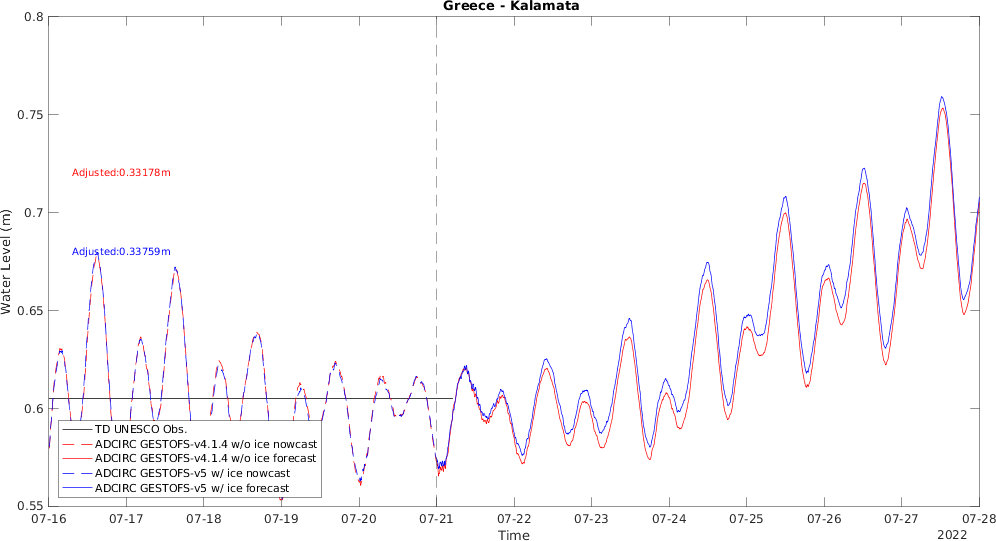 Greece - Kalamata
0.8
0.75
0.7
0.65
0.6
0.55
Water Level (m)
Adjusted:0.33178m
Adjusted:0.33759m
TD UNESCO Obs.
ADCIRC GESTOFS-v4.1.4 w/o ice nowcast
ADCIRC GESTOFS-v4.1.4 w/o ice forecast
ADCIRC GESTOFS-v5 w/ ice nowcast
ADCIRC GESTOFS-v5 w/ ice forecast
07-16 07-17 07-18 07-19 07-20 07-21 07-22 07-23 07-24 07-25 07-26 07-27 07-28
Time
2022